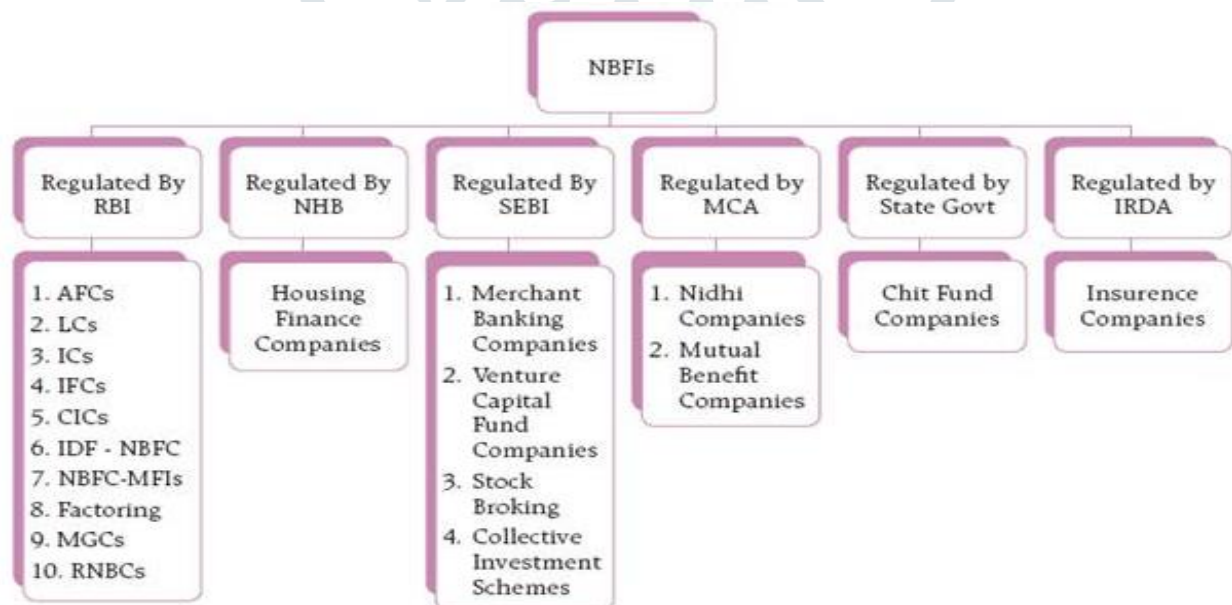 NBFIs
Regulated By
RBI
Regulated By
NHB
Regulated By
SEBI
Regulated by
MCA
Regulated by
State Govt
Regulated by
IRDA
1. AFCs
2. LCs
3. ICs
4. IFCs
5. CICs
6. IDF - NBFC
7. NBFC-MFIs
8. Factoring
9. MGCs
10. RNBCs
Housing
Finance
Companies
1. Merchant
Banking
Companies
2. Venture
Capital
Fund
Companies
3. Stock
Broking
4. Collective
Investment
Schemes
1. Nidhi
Companies
2. Mutual
Benefit
Companies
Chit Fund
Companies
Insurence
Companies